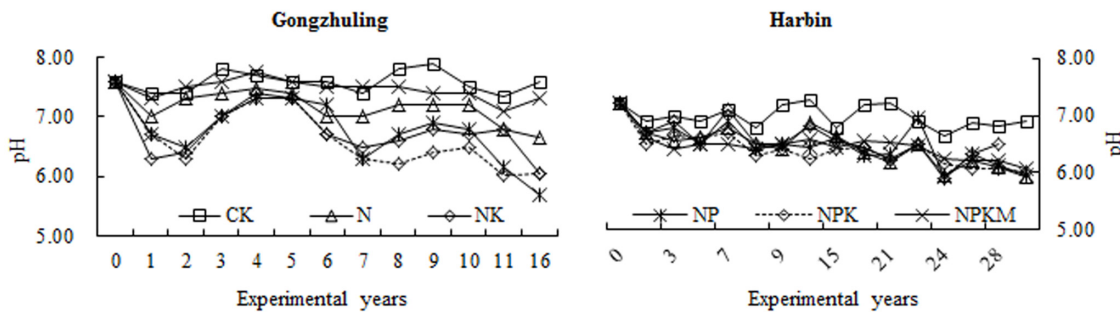 Gongzhuling
Harbin
8.00
7.00
6.00
5.00
pH
CK N NK
0 1 2 3 4 5 6 7 8 9 10 11 16
Experimental years
8.00
7.00
6.00
5.00
pH
NP NPK NPKM
0 3 7 9 15 21 24 28
Experimental years